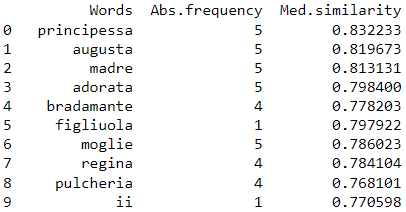 Words Abs.frequency Med.similarity
0 principessa 5 0.832233
1 augusta 5 0.819673
2 madre 5 0.813131
3 adorata 5 0.798400
4 bradamante 4 0.778203
5 figliuola 1 0.797922
6 moglie 5 0.786023
7 regina 4 0.784104
8 pulcheria 4 0.768101
9 ii 1 0.770598